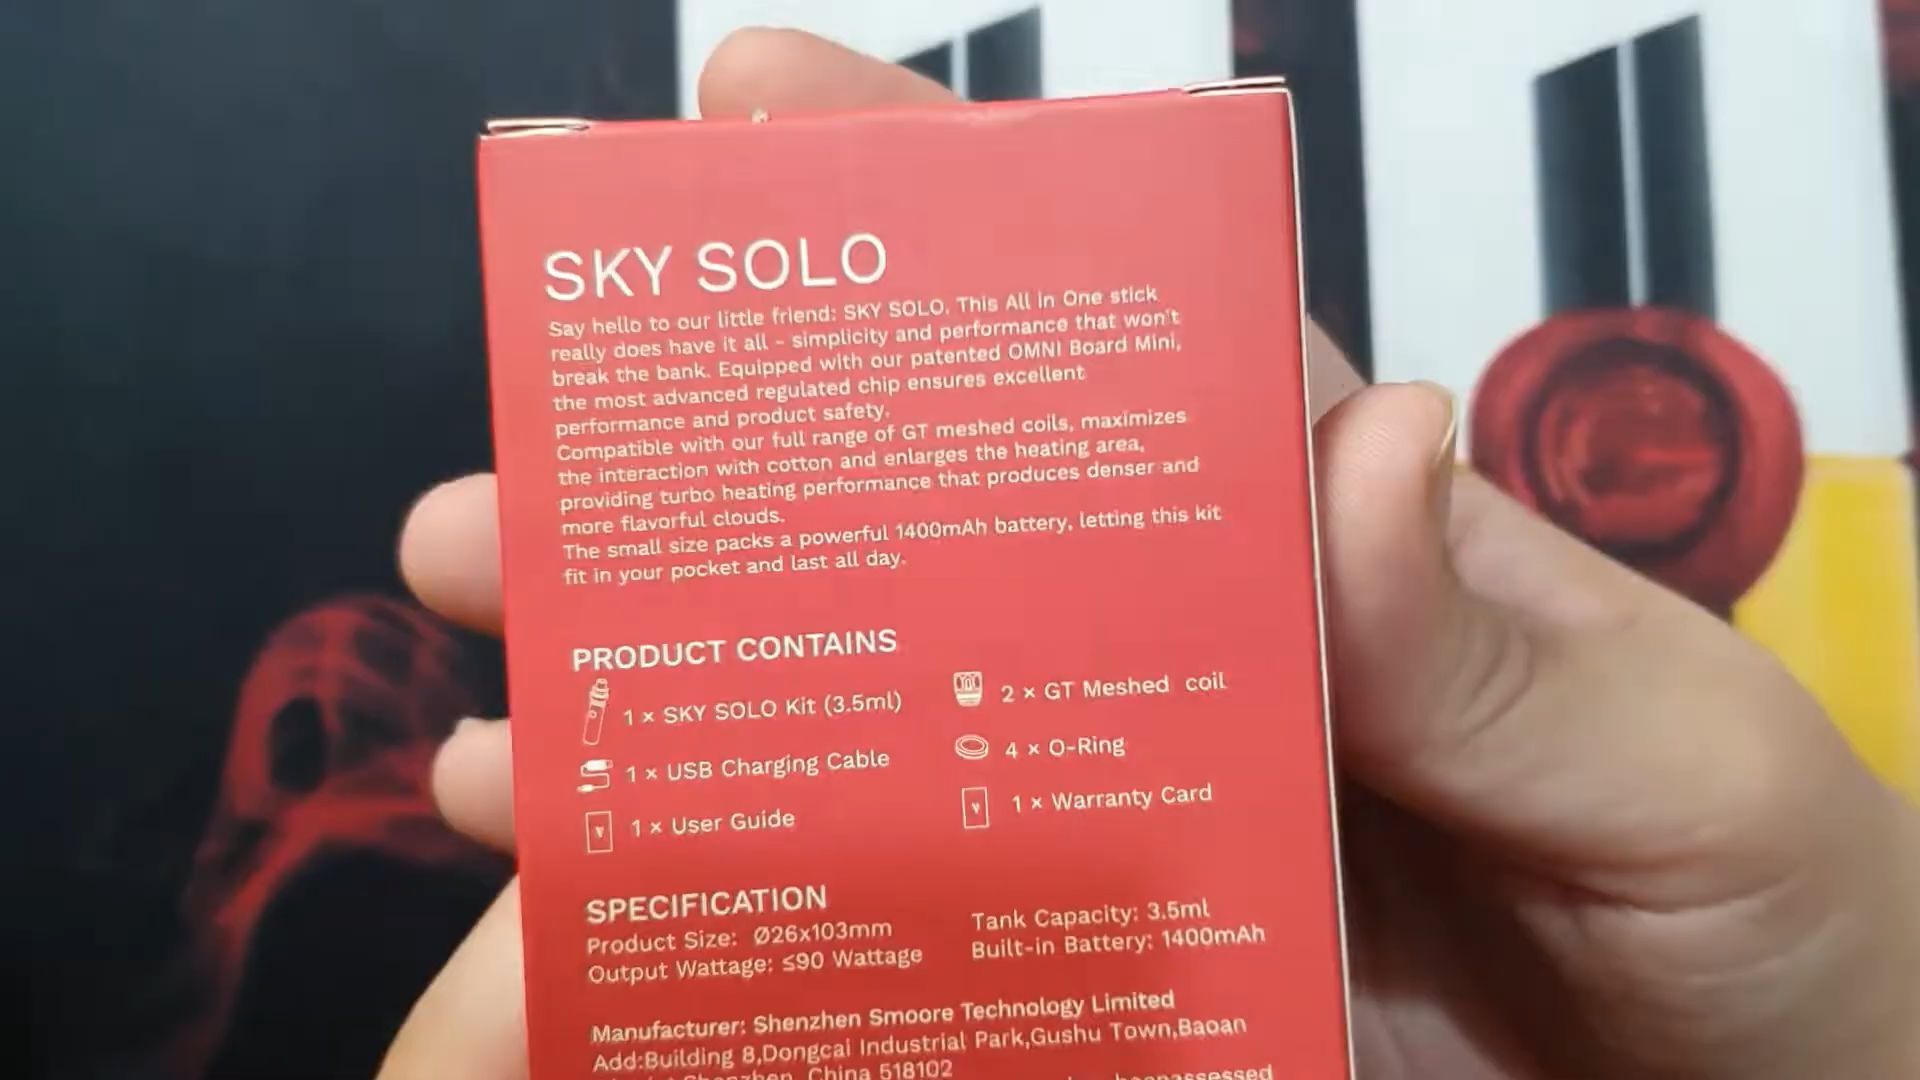 SKY SOLO
Say hello to our little friend: SKY SOLO. This All in One stick
really does have it all - simplicity and performance that won't
break the bank. Equipped with our patented OMNI Board Mini,
the most advanced regulated chip ensures excellent
performance and product safety.
Compatible with our full range of GT meshed coils, maximizes
the interaction with cotton and enlarges the heating area,
providing turbo heating performance that produces denser and
more flavorful clouds.
The small size packs a powerful 1400mAh battery, letting this kit
fit in your pocket and last all day.
PRODUCT CONTAINS
1 × SKY SOLO Kit (3.5ml)
2 × GT Meshed coil
1 × USB Charging Cable
4 × O-Ring
1 × User Guide
1 × Warranty Card
SPECIFICATION
Product Size: Ø26x103mm
Tank Capacity: 3.5ml
Output Wattage: ≤90 Wattage
Built-in Battery: 1400mAh
Manufacturer: Shenzhen Smoore Technology Limited
Add:Building 8,Dongcai Industrial Park,Gushu Town,Baoan
Shenzhen, China 518102